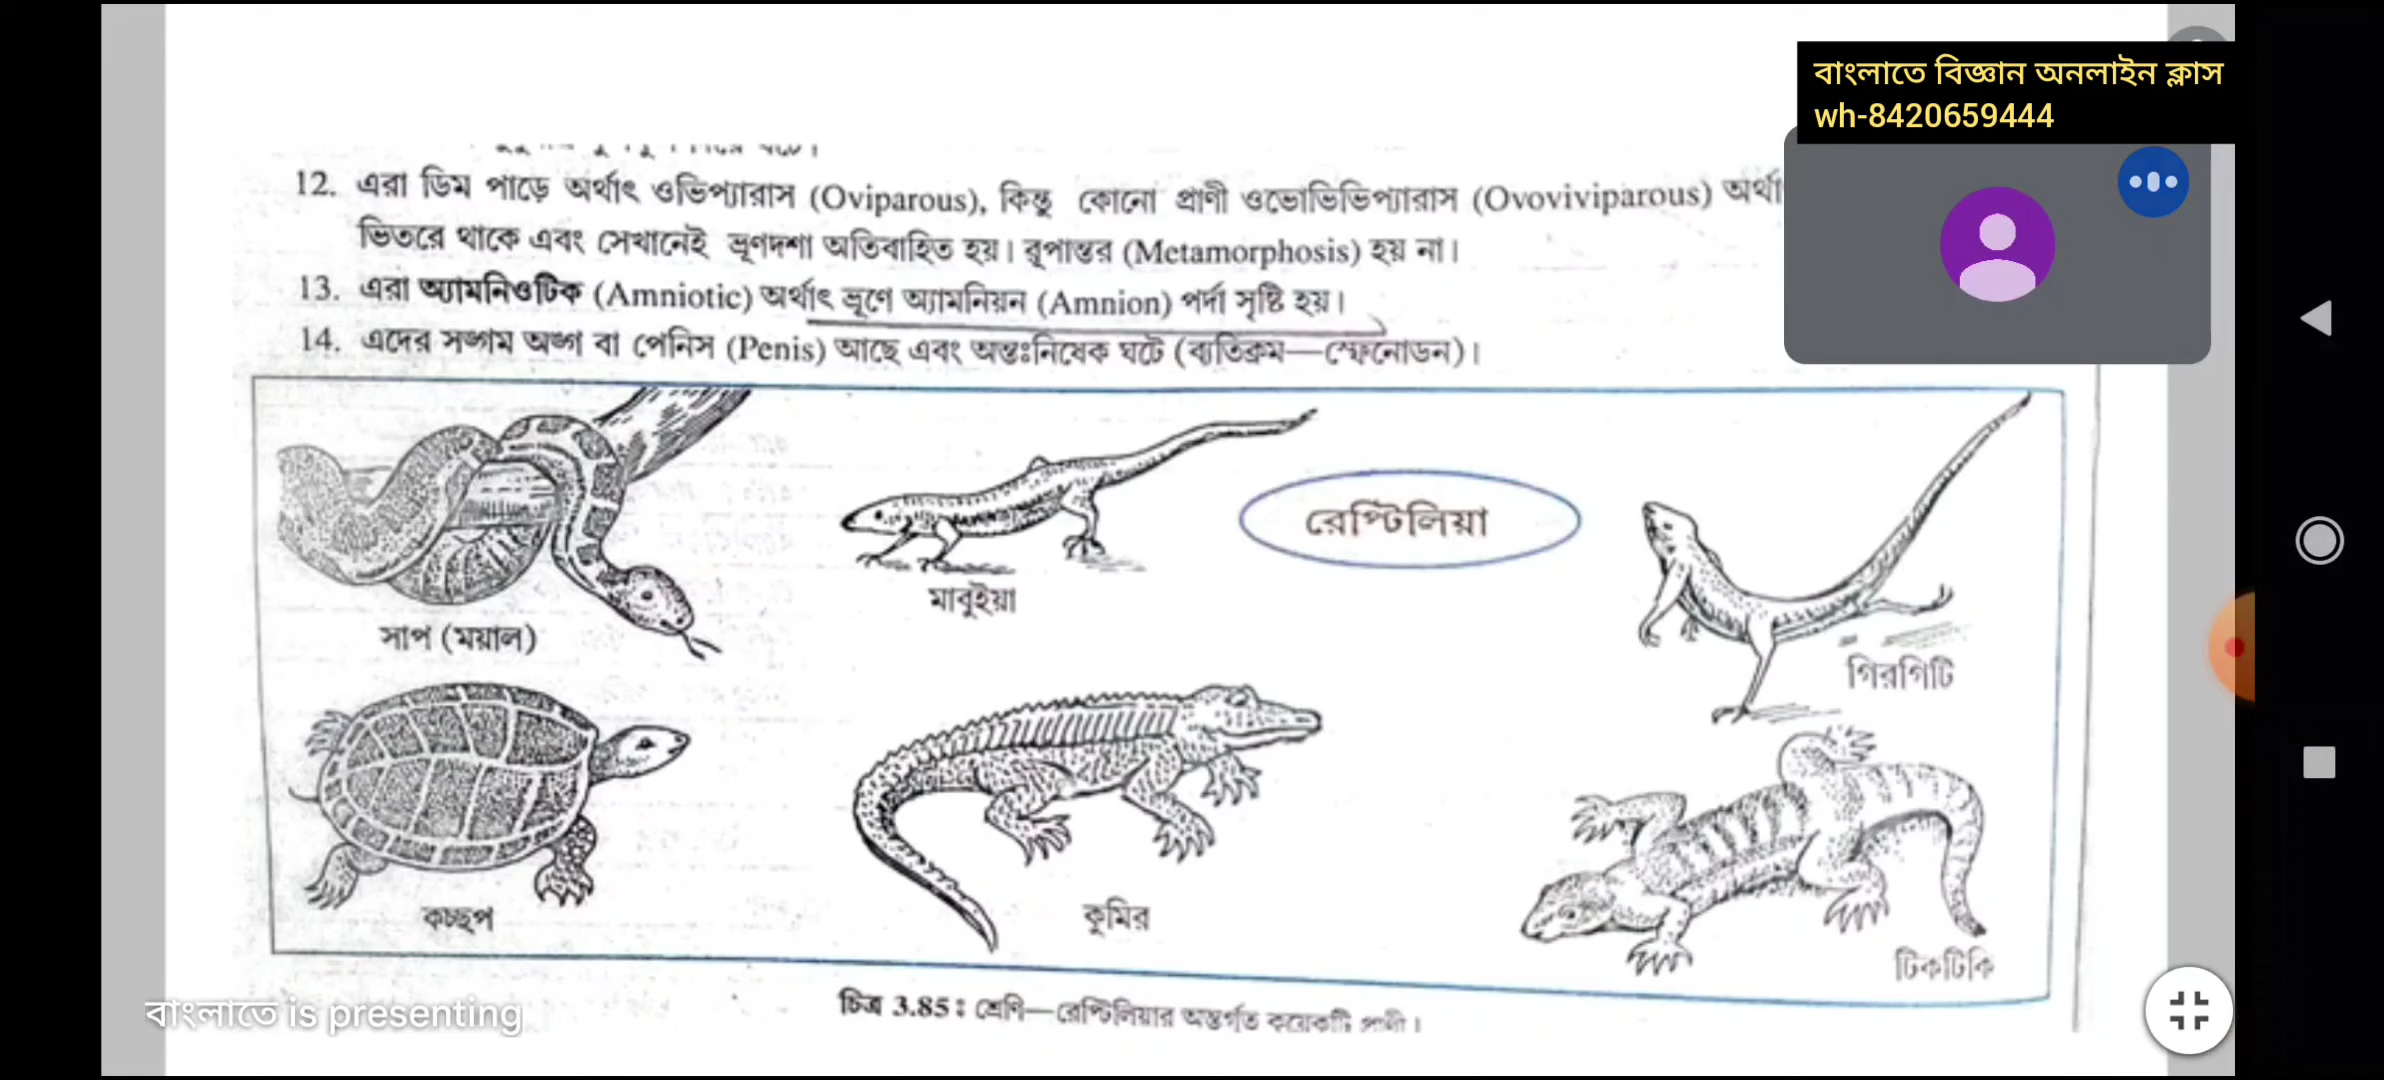 বাংলাতে বিজ্ঞান অনলাইন ক্লাস
wh-8420659444
12. এরা ডিম পাড়ে অর্থাৎ ওভিপ্যারাস (Oviparous), কিন্তু কোনো প্রাণী ওভোভিভিপ্যারাস (Ovoviviparous)
ভিতরে থাকে এবং সেখানেই ভ্রূণদশা অতিবাহিত হয়। রূপান্তর (Metamorphosis) হয় না।
13. এরা অ্যামনিওটিক (Amniotic) অর্থাৎ ভ্রূণে অ্যামনিয়ন (Amnion) পর্দা সৃষ্টি হয়।
14. এদের সঙ্গম অঙ্গ বা পেনিস (Penis) আছে এবং অন্তঃনিষেক ঘটে (ব্যতিক্রম—স্ফেনোডন)।
রেপ্টিলিয়া
মাবুইয়া
সাপ (ময়াল)
গিরগিটি
কচ্ছপ
কুমির
টিকটিকি
চিত্র 3.85 : শ্রেণি—রেপ্টিলিয়ার অন্তর্গত কয়েকটি প্রাণী।
বাংলাতে is presenting